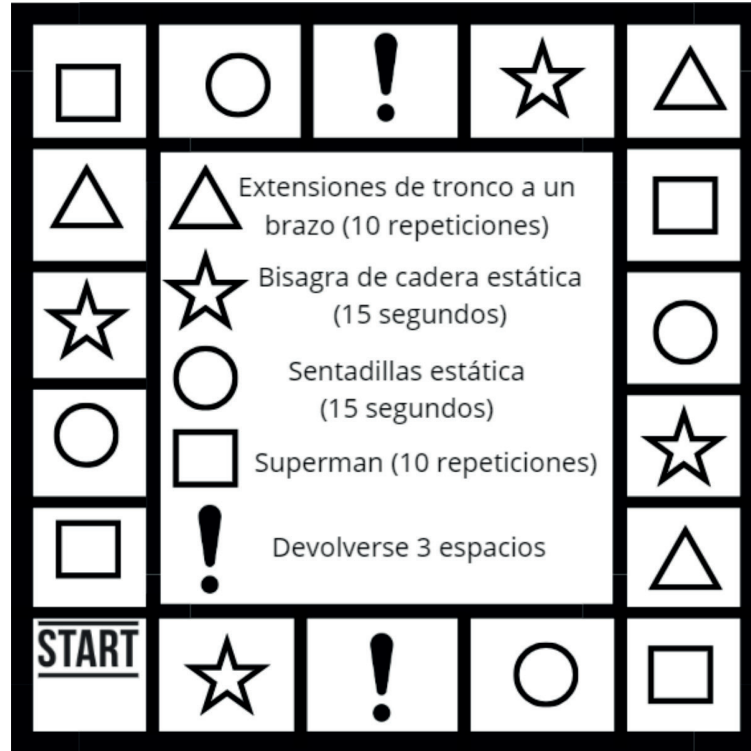 Extensiones de tronco a un
brazo (10 repeticiones)
Bisagra de cadera estática
(15 segundos)
Sentadillas estática
(15 segundos)
Superman (10 repeticiones)
Devolverse 3 espacios
START